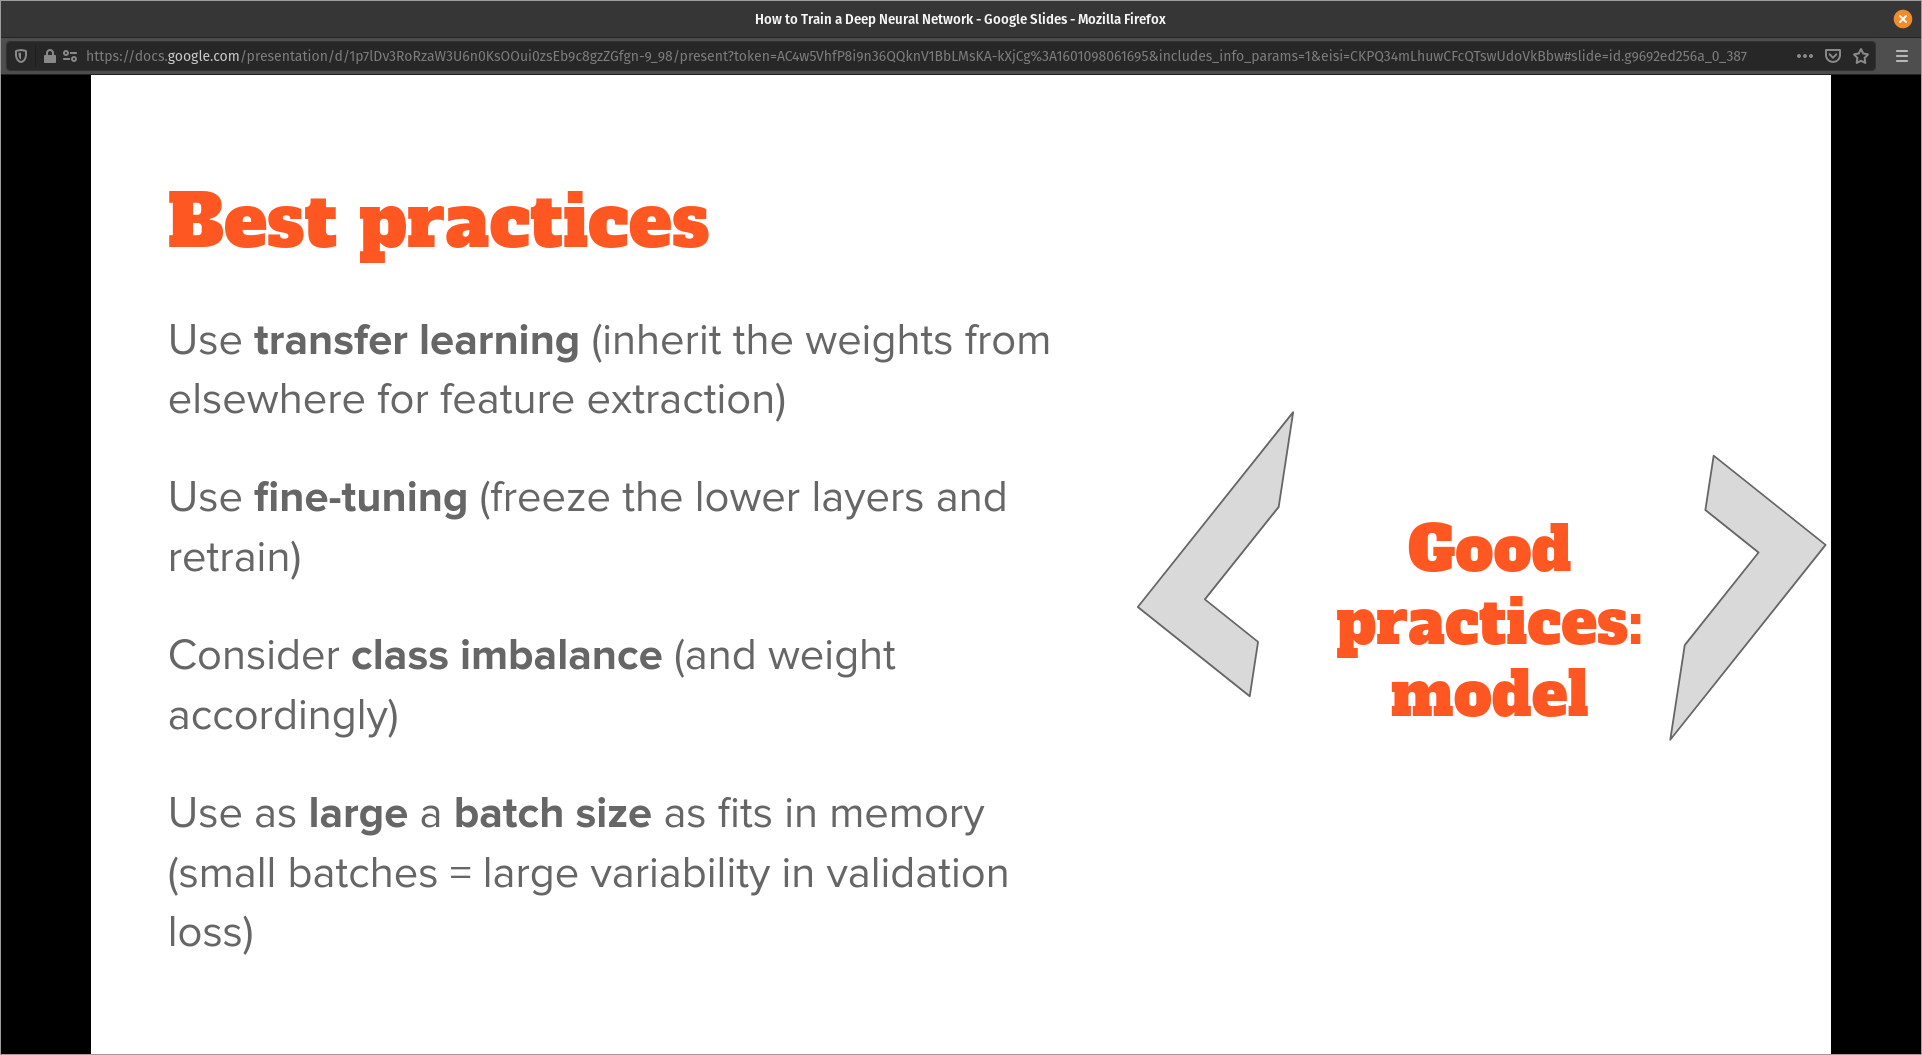 How to Train a Deep Neural Network - Google Slides - Mozilla Firefox
https://docs.google.com/presentation/d/1p7lDv3RoRzaW3U6n0KsOOui0zsEb9c8gzZGfgn-9_98/present?token=AC4w5VhfP8i9n36QQknV1BbLMsKA-kXjCg%3A1601098061695&includes_info_params=1&eisi=CKPQ34mLhuwCFcQTswUdoVkBbw#slide=id.g9692ed256a_0_387
Best practices
Use transfer learning (inherit the weights from
elsewhere for feature extraction)
Use fine-tuning (freeze the lower layers and
retrain)
Consider class imbalance (and weight
accordingly)
Use as large a batch size as fits in memory
(small batches = large variability in validation
loss)
Good
practices:
model